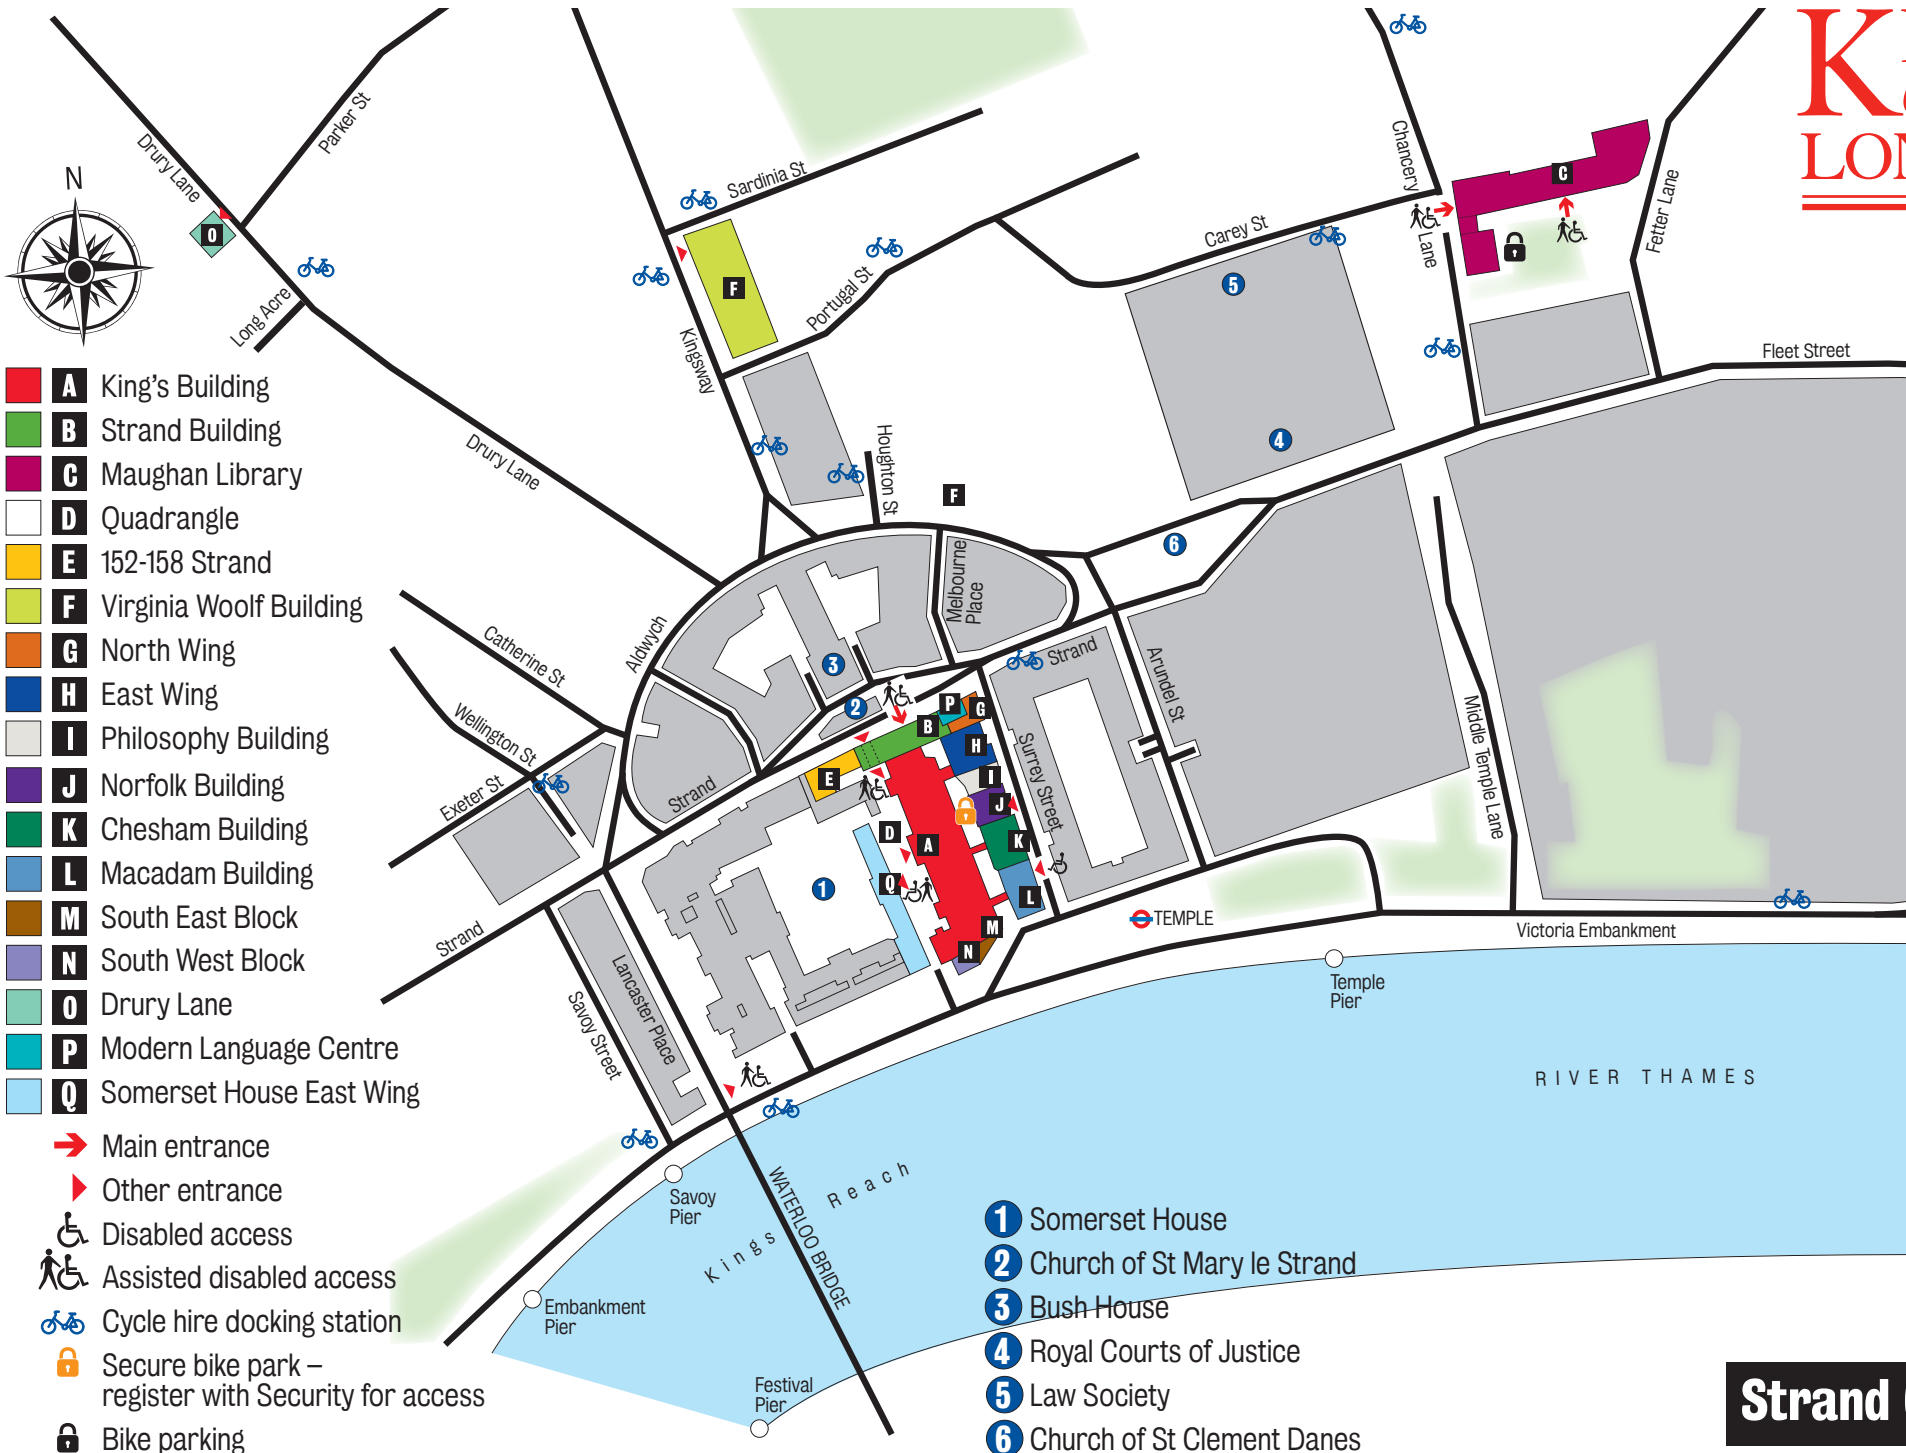 K
LON
Drury Lane
Parker St
N
O
Long Acre
Sardinia St
Kingsway
F
Portugal St
Carey St
Chancery
Lane
C
Fetter Lane
Fleet Street
5
4
6
Drury Lane
Houghton St
F
Melbourne
Place
Aldwych
Catherine St
Wellington St
Exeter St
Strand
Strand
Strand
3
2
P
G
B
H
E
I
J
D
A
K
Q
L
M
N
1
Surrey Street
Arundel St
Middle Temple Lane
TEMPLE
Victoria Embankment
Temple
Pier
Lancaster Place
Savoy Street
RIVER THAMES
Savoy
Pier
Kings Reach
WATERLOO BRIDGE
Embankment
Pier
Festival
Pier
A King's Building
B Strand Building
C Maughan Library
D Quadrangle
E 152-158 Strand
F Virginia Woolf Building
G North Wing
H East Wing
I Philosophy Building
J Norfolk Building
K Chesham Building
L Macadam Building
M South East Block
N South West Block
O Drury Lane
P Modern Language Centre
Q Somerset House East Wing
Main entrance
Other entrance
Disabled access
Assisted disabled access
Cycle hire docking station
Secure bike park –
register with Security for access
Bike parking
1 Somerset House
2 Church of St Mary le Strand
3 Bush House
4 Royal Courts of Justice
5 Law Society
6 Church of St Clement Danes
Strand